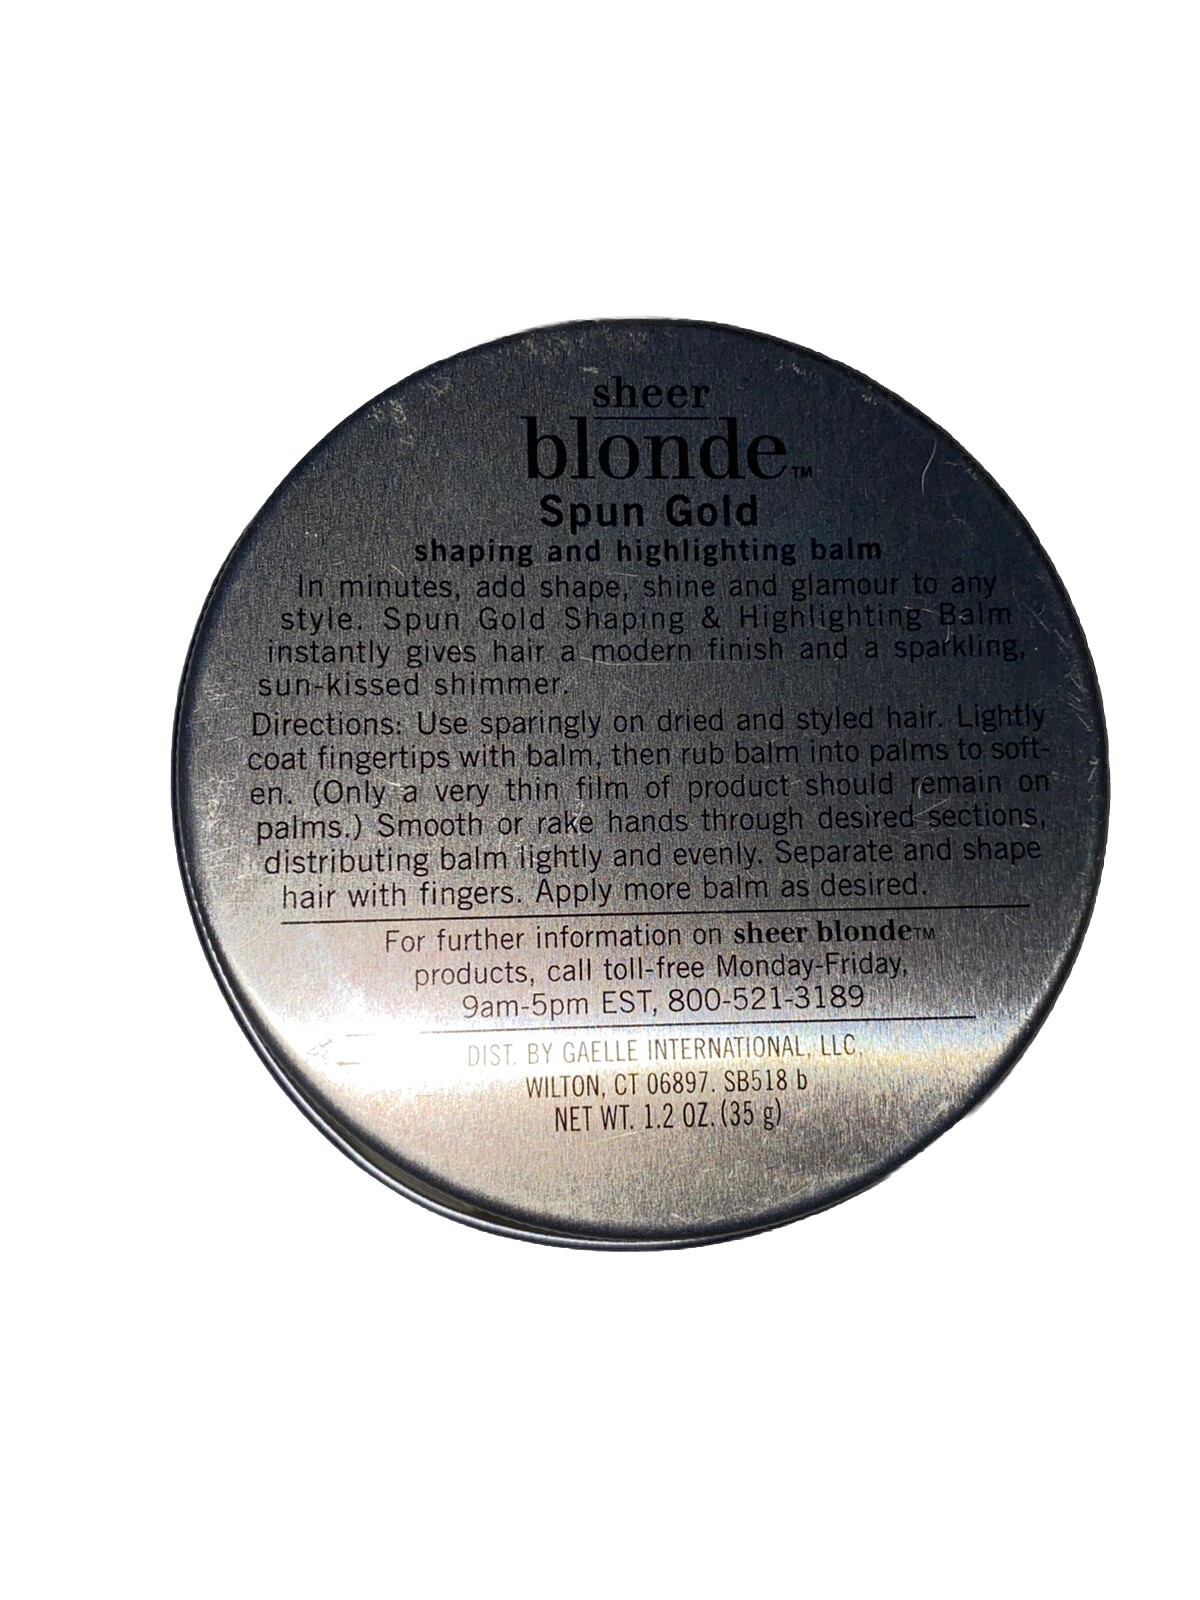 sheer
blonde™
Spun Gold
shaping and highlighting balm
In minutes, add shape, shine and glamour to any
style. Spun Gold Shaping & Highlighting Balm
instantly gives hair a modern finish and a sparkling,
sun-kissed shimmer.
Directions: Use sparingly on dried and styled hair. Lightly
coat fingertips with balm, then rub balm into palms to soft-
en. (Only a very thin film of product should remain on
palms.) Smooth or rake hands through desired sections,
distributing balm lightly and evenly. Separate and shape
hair with fingers. Apply more balm as desired.
For further information on sheer blonde™
products, call toll-free Monday-Friday,
9am-5pm EST, 800-521-3189
DIST. BY GAELLE INTERNATIONAL, LLC,
WILTON, CT 06897. SB518 b
NET WT. 1.2 OZ. (35 g)